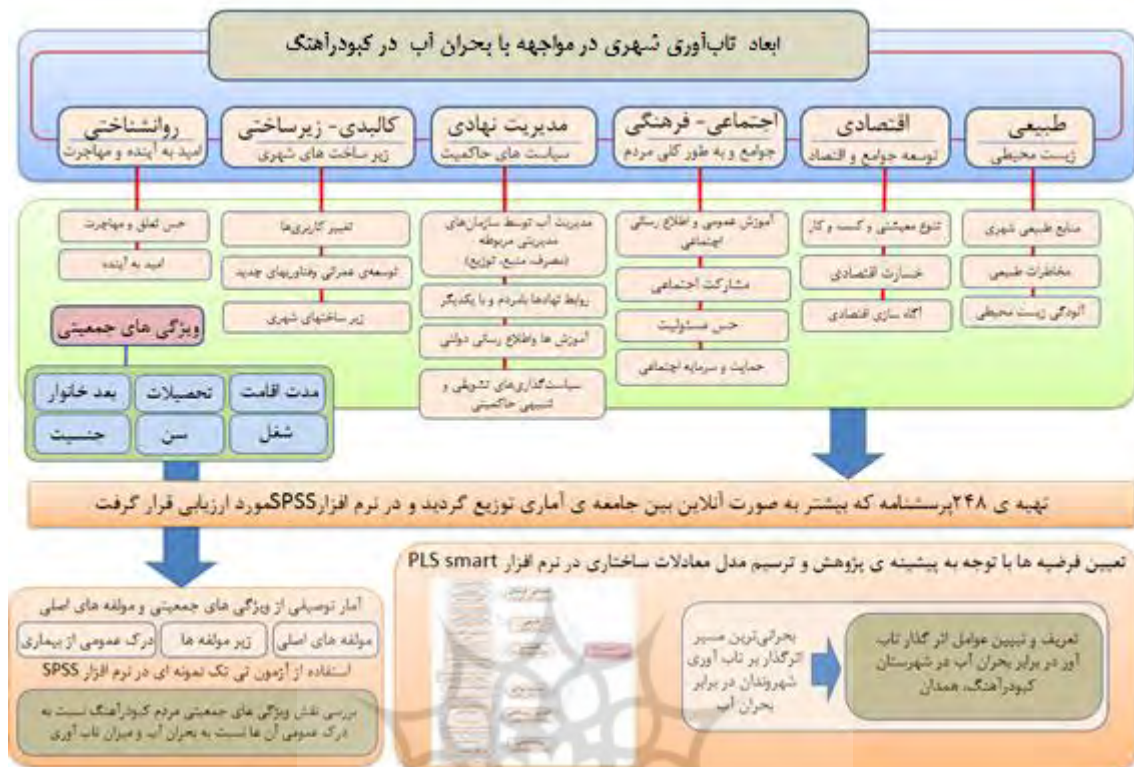 ابعاد تاب‌آوری شهری در مواجهه با بحران آب در کبودرآهنگ
طبیعی
زیست محیطی
اقتصادی
توسعه جوامع و اقتصاد
اجتماعی- فرهنگی
جوامع و به طور کلی مردم
مدیریت نهادی
سیاست های حاکمیت
کالبدی- زیرساختی
زیر ساخت های شهری
روانشناختی
امید به آینده و مهاجرت
منابع طبیعی شهری
مخاطرات طبیعی
آلودگی زیست محیطی
تنوع معیشتی و کسب و کار
خسارت اقتصادی
آگاه سازی اقتصادی
آموزش عمومی و اطلاع رسانی
اجتماعی
مشارکت اجتماعی
حس مسئولیت
حمایت و سرمایه اجتماعی
مدیریت آب توسط سازمان‌های
مدیریتی مربوطه
(مصرف، منبع، توزیع)
روابط نهادها بامردم و با یکدیگر
آموزش ها واطلاع رسانی دولتی
سیاست‌گذاری‌های تشویقی و
تنبیهی حاکمیتی
تغییر کاربری‌ها
توسعه‌ی عمرانی وفناوریهای جدید
زیر ساختهای شهری
حس تعلق و مهاجرت
امید به آینده
ویژگی های جمعیتی
مدت اقامت
تحصیلات
بعد خانوار
شغل
سن
جنسیت
تهیه ی ۲۴۸پرسشنامه که بیشتر به صورت آنلاین بین جامعه ی آماری توزیع گردید و در نرم افزارSPSSمورد ارزیابی قرار گرفت
تعیین فرضیه ها با توجه به پیشینه ی پژوهش و ترسیم مدل معادلات ساختاری در نرم افزار PLS smart
تعریف و تبیین عوامل اثر گذار تاب
آور در برابر بحران آب در شهرستان
کبودرآهنگ، همدان
بحرانی‌ترین مسیر
اثرگذار بر تاب آوری
شهروندان در برابر
بحران آب
آمار توصیفی از ویژگی های جمعیتی و مولفه های اصلی
مولفه های اصلی
زیر مولفه ها
درک عمومی از بیماری
استفاده از آزمون تی تک نمونه ای در نرم افزار SPSS
بررسی نقش ویژگی های جمعیتی مردم کبودرآهنگ نسبت به
درک عمومی آن ها نسبت به بحران آب و میزان تاب آوری